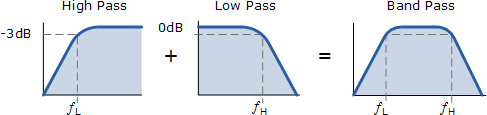 High Pass
Low Pass
Band Pass
-3dB
0dB
+
=
fL
fH
fL
fH